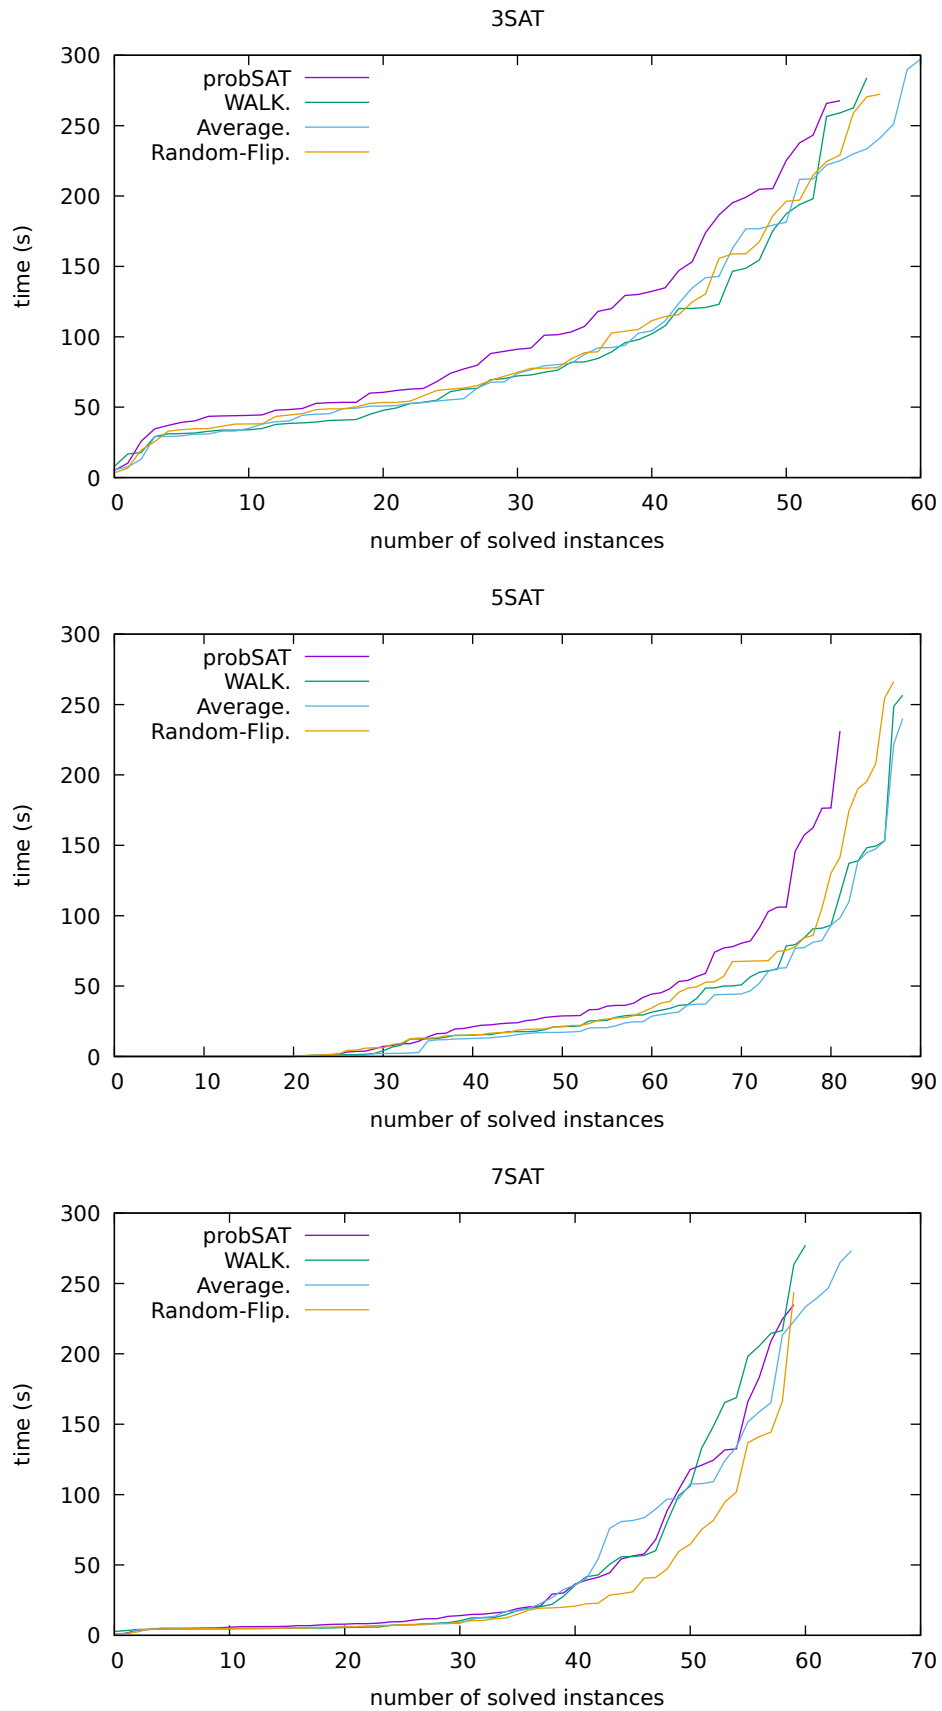 3SAT
300
250
200
150
100
50
0
time (s)
probSAT
WALK.
Average.
Random-Flip.
0 10 20 30 40 50 60
number of solved instances
5SAT
300
250
200
150
100
50
0
time (s)
probSAT
WALK.
Average.
Random-Flip.
0 10 20 30 40 50 60 70 80 90
number of solved instances
7SAT
300
250
200
150
100
50
0
time (s)
probSAT
WALK.
Average.
Random-Flip.
0 10 20 30 40 50 60 70
number of solved instances